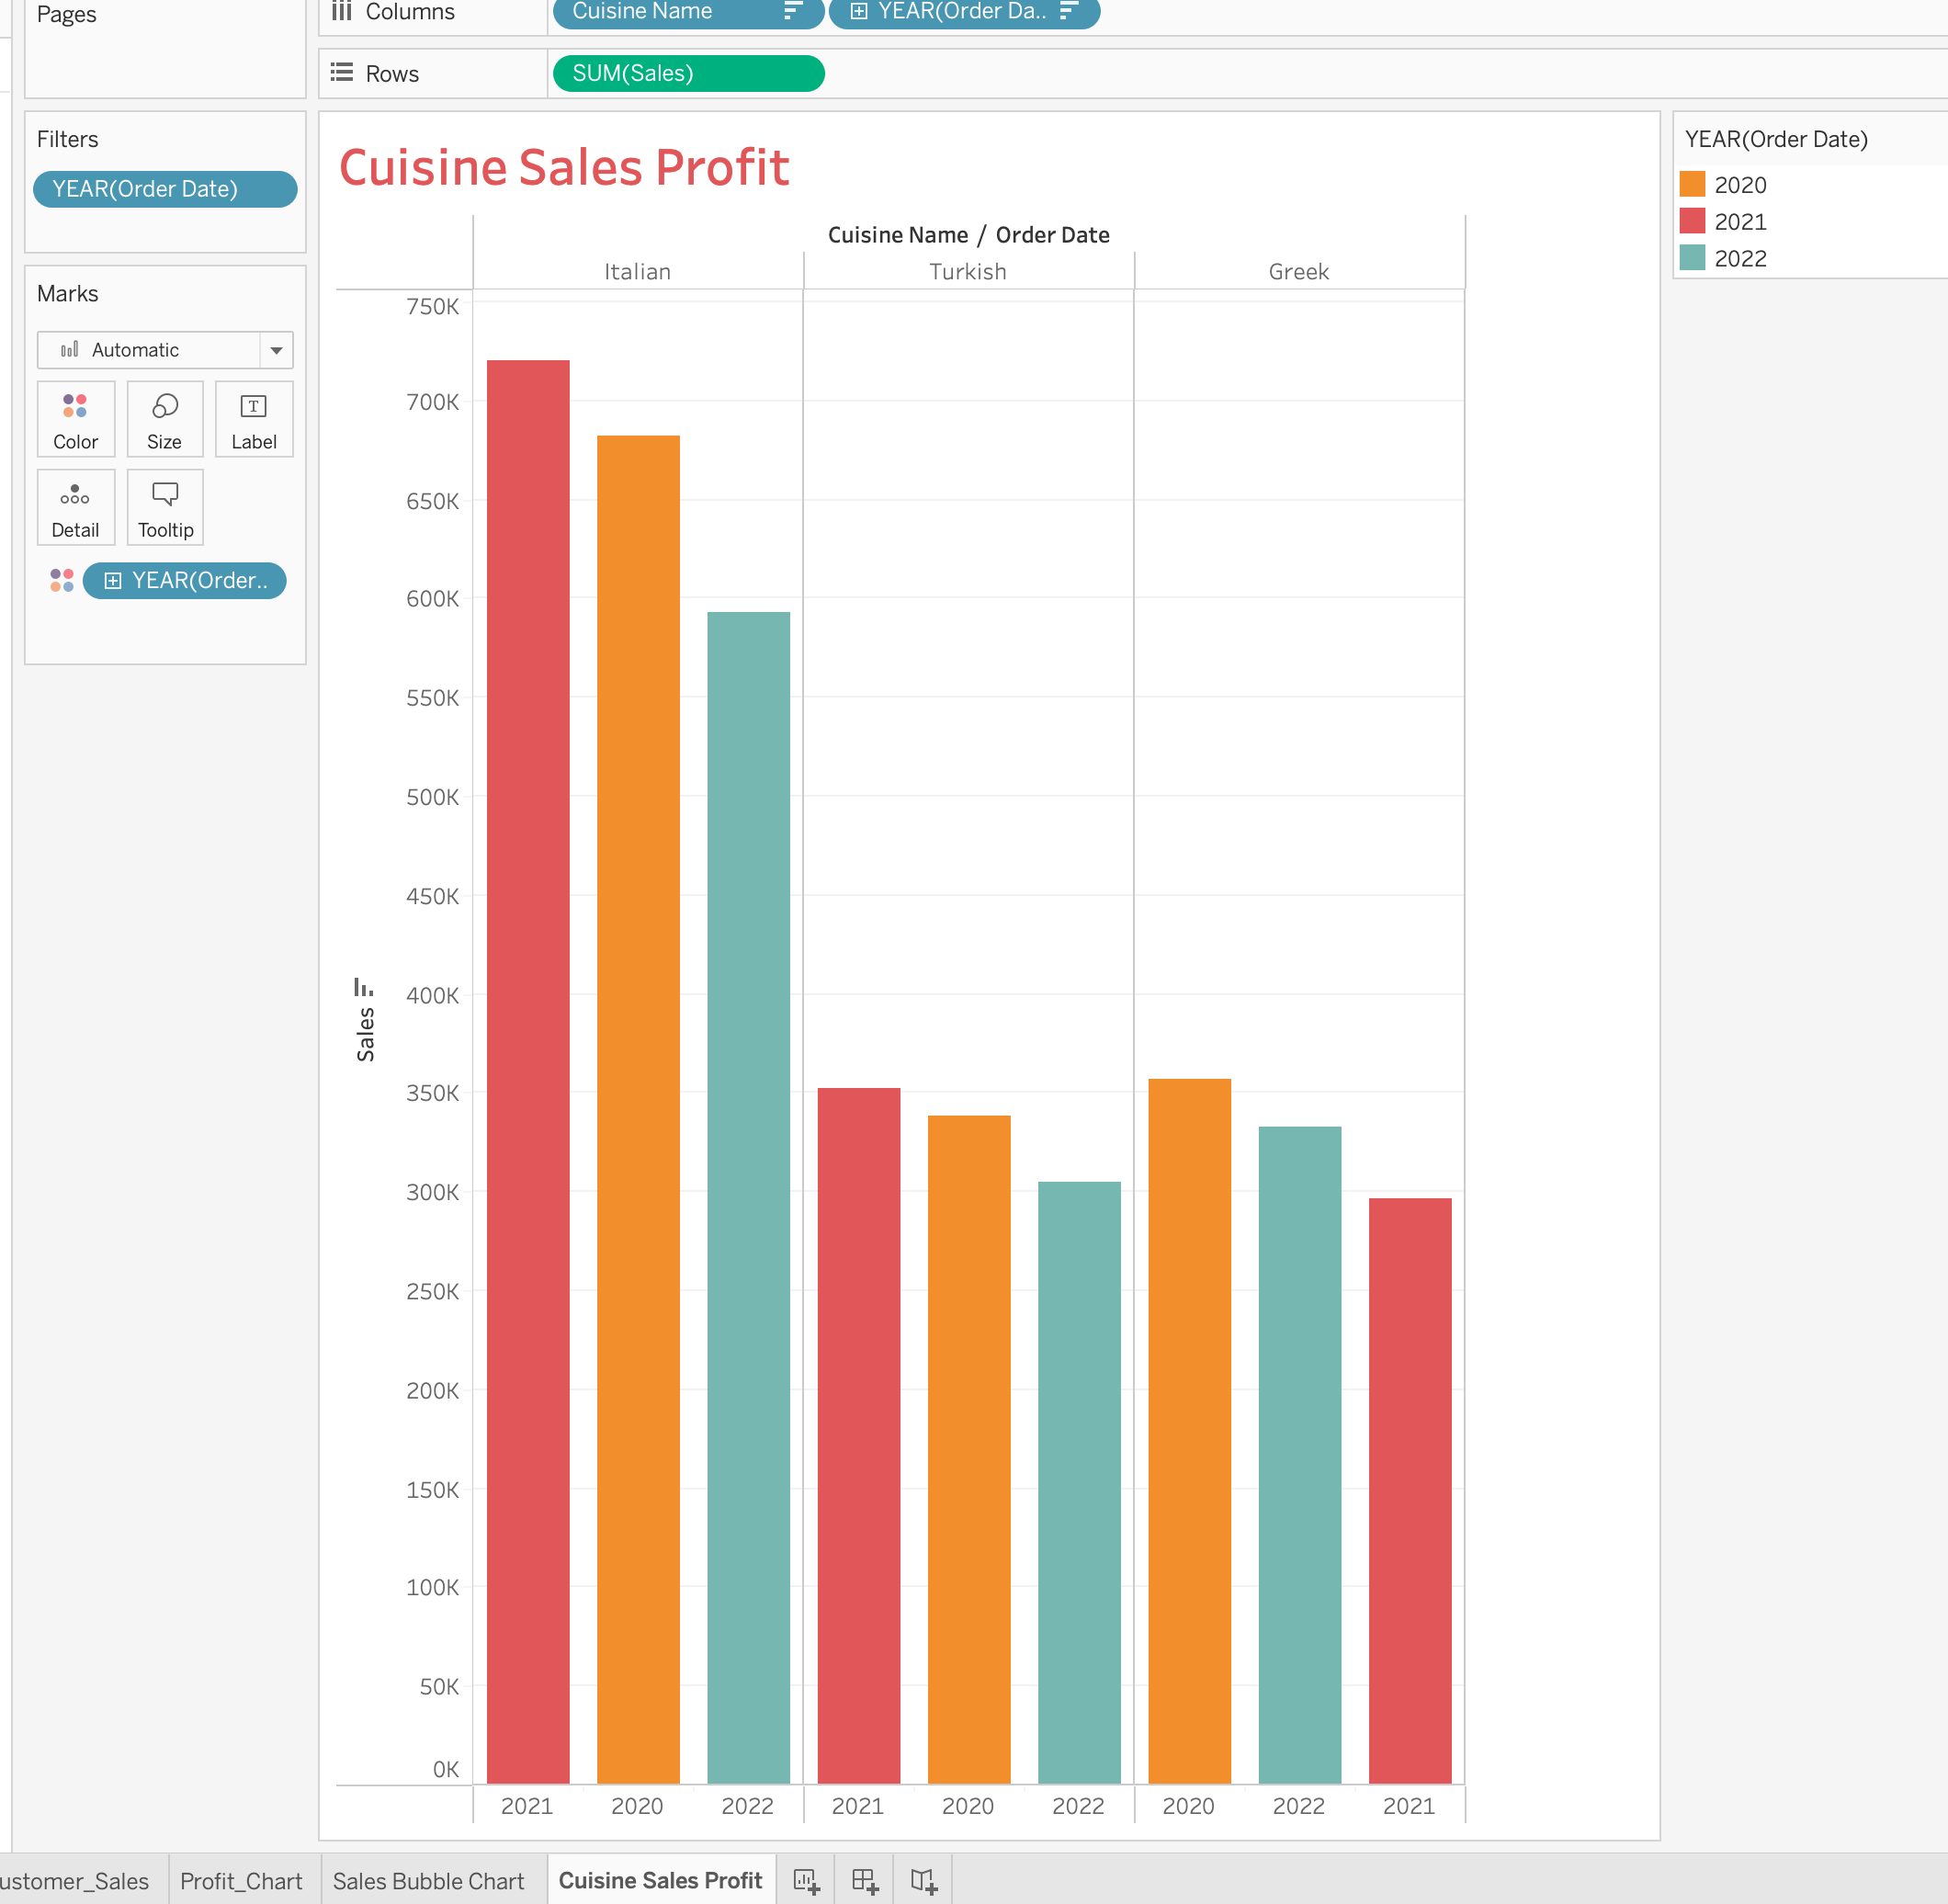 Pages
Columns
Cuisine Name
YEAR(Order Da..
Rows
SUM(Sales)
Filters
YEAR(Order Date)
Marks
Automatic
Color
Size
Label
Detail
Tooltip
YEAR(Order..
Cuisine Sales Profit
Cuisine Name / Order Date
Italian
Turkish
Greek
750K
700K
650K
600K
550K
500K
450K
400K
350K
300K
250K
200K
150K
100K
50K
0K
Sales
2021
2020
2022
2021
2020
2022
2020
2022
2021
YEAR(Order Date)
2020
2021
2022
ustomer_Sales
Profit_Chart
Sales Bubble Chart
Cuisine Sales Profit